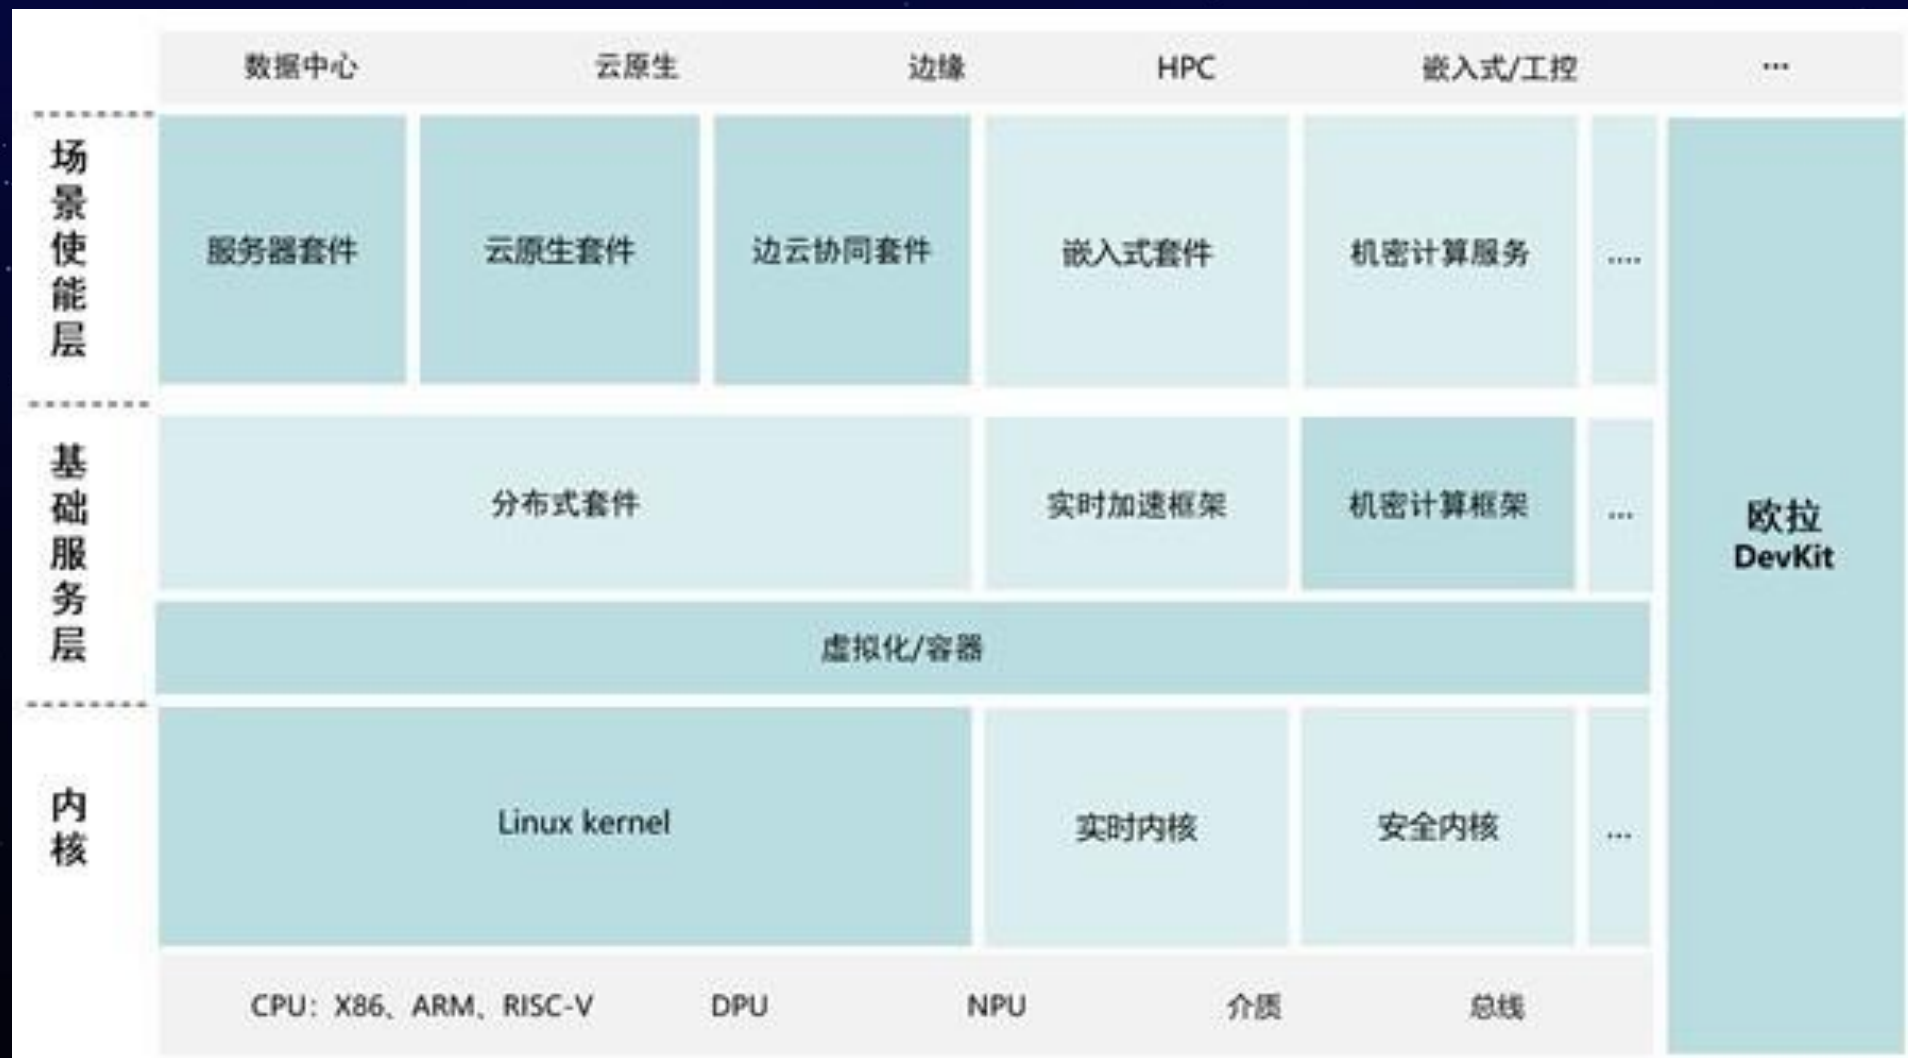 数据中心 云原生 边缘 HPC 嵌入式/工控 ...
场景使能层
服务器套件 云原生套件 边云协同套件 嵌入式套件 机密计算服务 ....
基础服务层
分布式套件 实时加速框架 机密计算框架 ...
虚拟化/容器
内核
Linux kernel 实时内核 安全内核 ...
欧拉
DevKit
CPU：X86、ARM、RISC-V DPU NPU 介质 总线